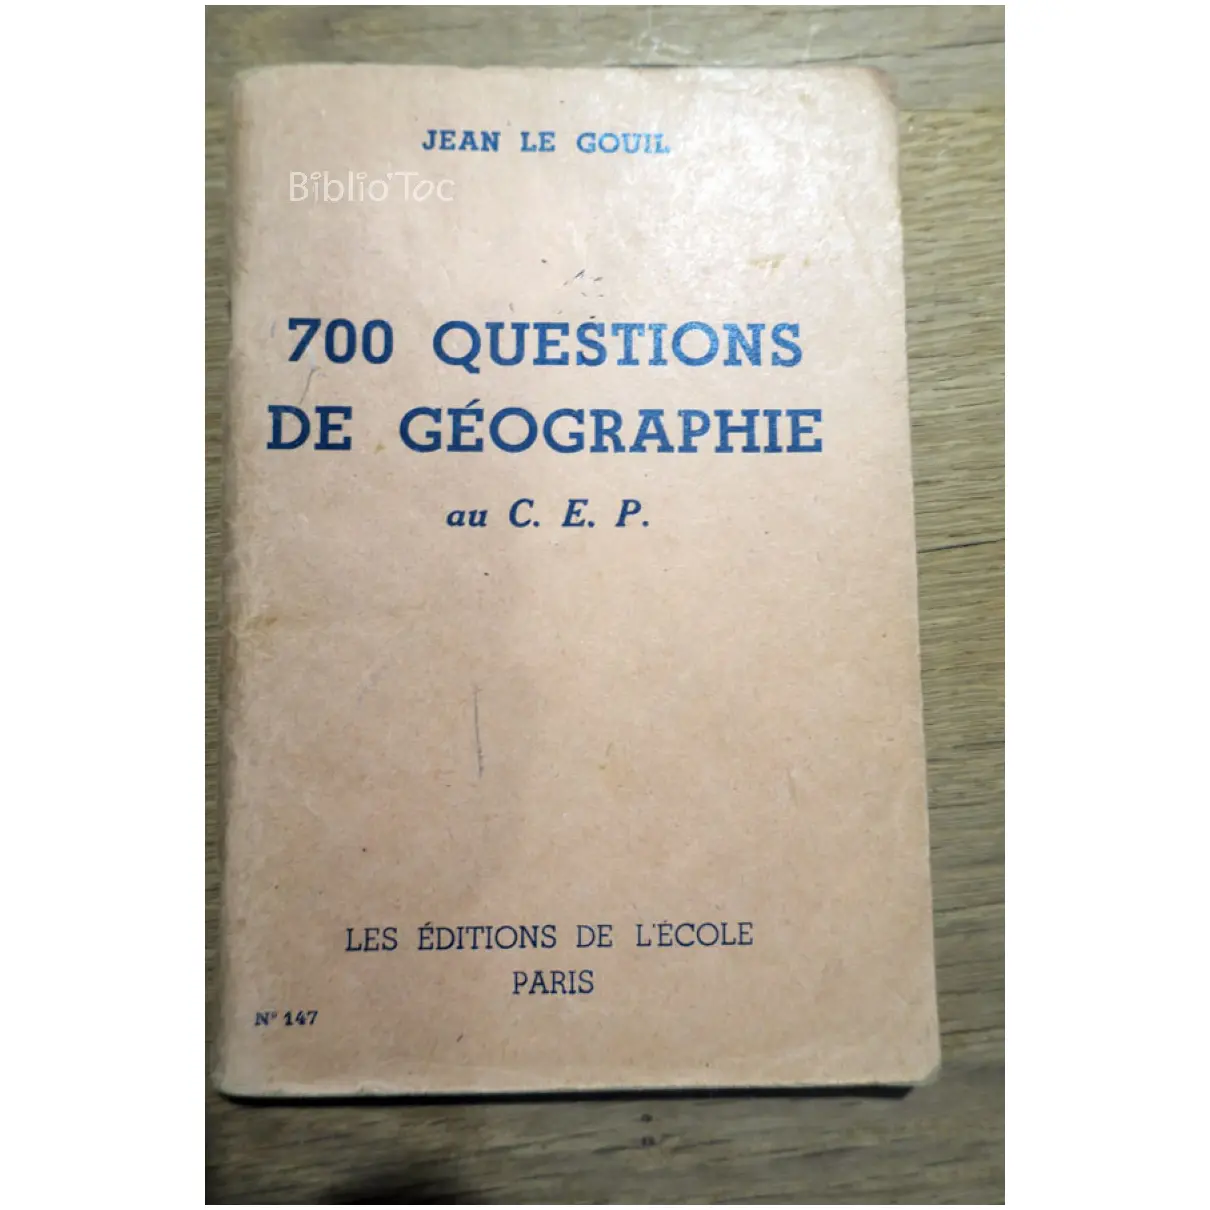 JEAN LE GOUIL
Biblio'Toc
700 QUESTIONS
DE GÉOGRAPHIE
au C. E. P.
LES ÉDITIONS DE L'ÉCOLE
PARIS
N° 147